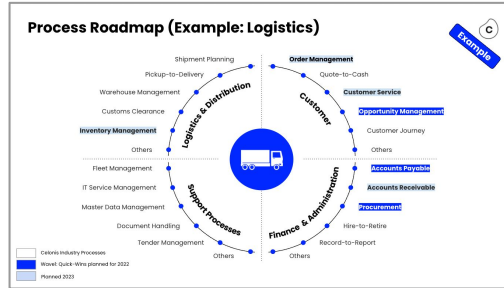 Process Roadmap (Example: Logistics)
C
Example
Shipment Planning
Pickup-to-Delivery
Warehouse Management
Customs Clearance
Inventory Management
Others
Logistics & Distribution
Order Management
Quote-to-Cash
Customer Service
Opportunity Management
Customer Journey
Others
Customer
Fleet Management
IT Service Management
Master Data Management
Document Handling
Tender Management
Others
Support Processes
Accounts Payable
Accounts Receivable
Procurement
Hire-to-Retire
Record-to-Report
Others
Finance & Administration
Celonis Industry Processes
Wave1: Quick-Wins planned for 2022
Planned 2023